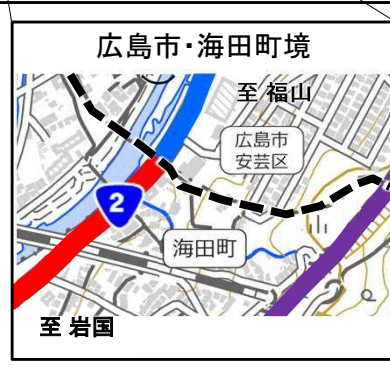 広島市・海田町境
至 福山
広島市
安芸区
2
海田町
至 岩国